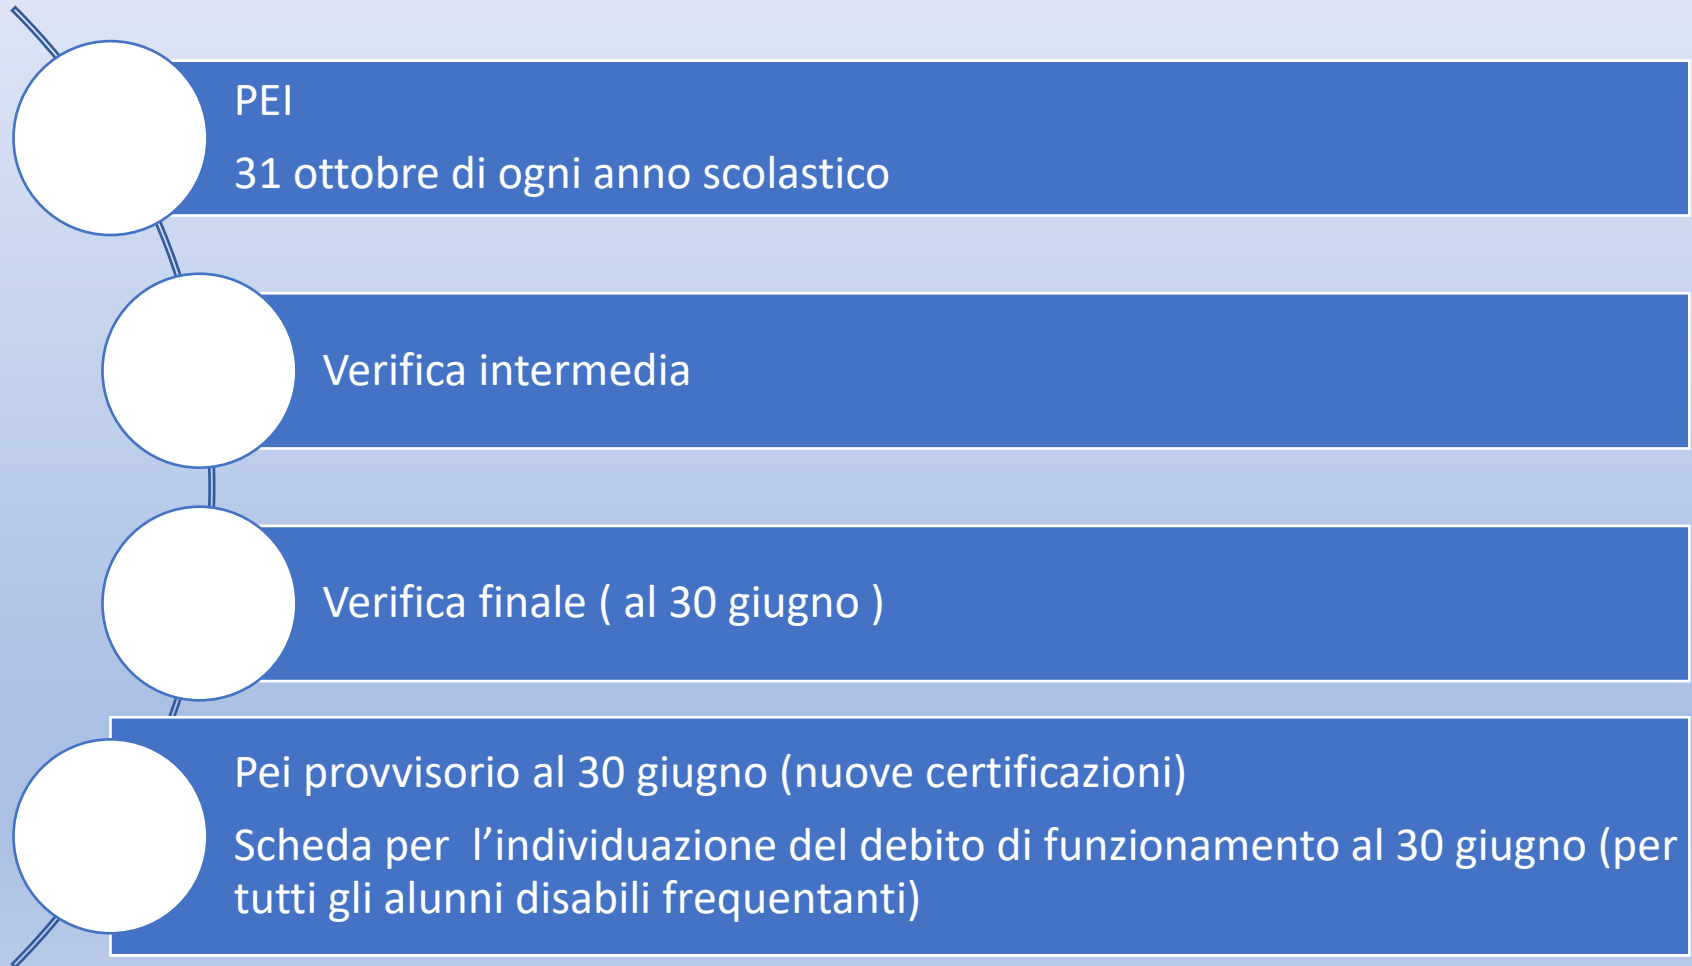 PEI
31 ottobre di ogni anno scolastico
Verifica intermedia
Verifica finale ( al 30 giugno )
Pei provvisorio al 30 giugno (nuove certificazioni)
Scheda per  l’individuazione del debito di funzionamento al 30 giugno (per
tutti gli alunni disabili frequentanti)